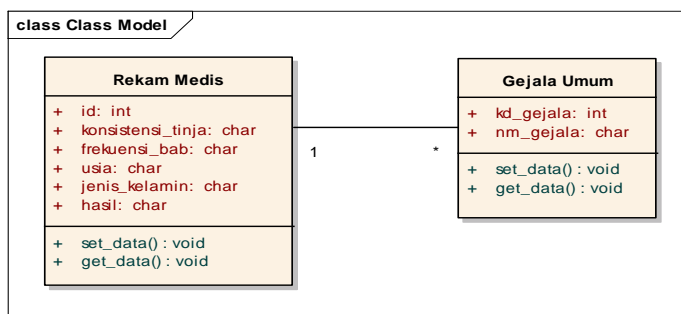 class Class Model
Rekam Medis
+ id: int
+ konsistensi_tinja: char
+ frekuensi_bab: char
+ usia: char
+ jenis_kelamin: char
+ hasil: char
+ set_data() : void
+ get_data() : void
1
*
Gejala Umum
+ kd_gejala: int
+ nm_gejala: char
+ set_data() : void
+ get_data() : void